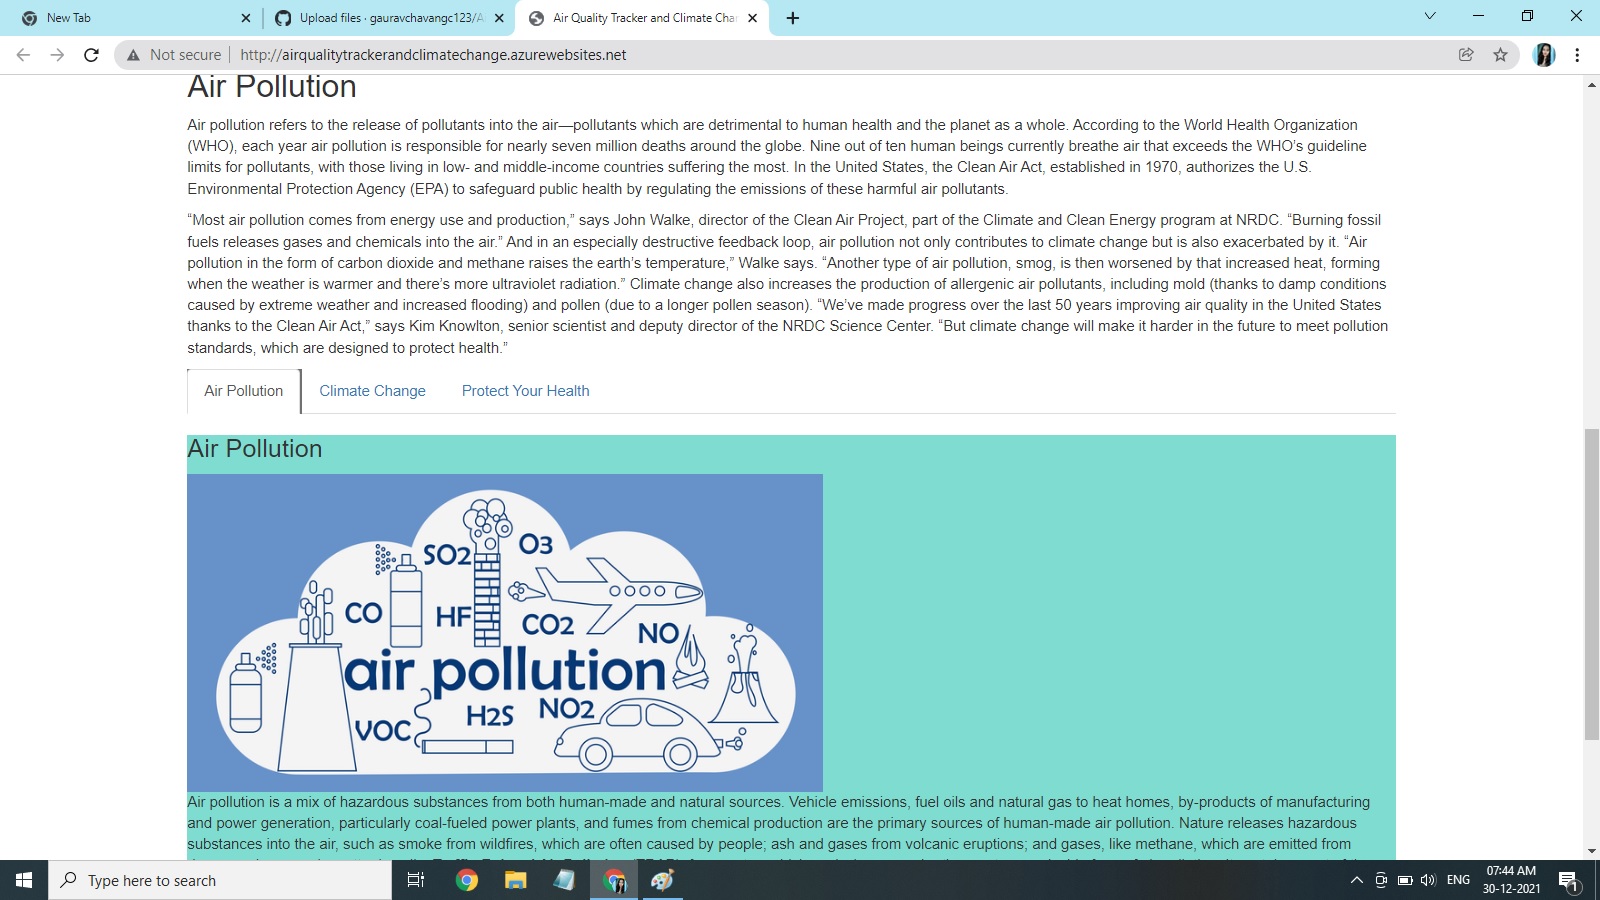 New Tab
Upload files · gauravchavangc123/A
Air Quality Tracker and Climate Cha
Not secure
http://airqualitytrackerandclimatechange.azurewebsites.net
Air Pollution
Air pollution refers to the release of pollutants into the air—pollutants which are detrimental to human health and the planet as a whole. According to the World Health Organization
(WHO), each year air pollution is responsible for nearly seven million deaths around the globe. Nine out of ten human beings currently breathe air that exceeds the WHO’s guideline
limits for pollutants, with those living in low- and middle-income countries suffering the most. In the United States, the Clean Air Act, established in 1970, authorizes the U.S.
Environmental Protection Agency (EPA) to safeguard public health by regulating the emissions of these harmful air pollutants.
“Most air pollution comes from energy use and production,” says John Walke, director of the Clean Air Project, part of the Climate and Clean Energy program at NRDC. “Burning fossil
fuels releases gases and chemicals into the air.” And in an especially destructive feedback loop, air pollution not only contributes to climate change but is also exacerbated by it. “Air
pollution in the form of carbon dioxide and methane raises the earth’s temperature,” Walke says. “Another type of air pollution, smog, is then worsened by that increased heat, forming
when the weather is warmer and there’s more ultraviolet radiation.” Climate change also increases the production of allergenic air pollutants, including mold (thanks to damp conditions
caused by extreme weather and increased flooding) and pollen (due to a longer pollen season). “We’ve made progress over the last 50 years improving air quality in the United States
thanks to the Clean Air Act,” says Kim Knowlton, senior scientist and deputy director of the NRDC Science Center. “But climate change will make it harder in the future to meet pollution
standards, which are designed to protect health.”
Air Pollution
Climate Change
Protect Your Health
Air Pollution
SO2
O3
CO
HF
CO2
NO
air pollution
VOC
H2S
NO2
Air pollution is a mix of hazardous substances from both human-made and natural sources. Vehicle emissions, fuel oils and natural gas to heat homes, by-products of manufacturing
and power generation, particularly coal-fueled power plants, and fumes from chemical production are the primary sources of human-made air pollution. Nature releases hazardous
substances into the air, such as smoke from wildfires, which are often caused by people; ash and gases from volcanic eruptions; and gases, like methane, which are emitted from
Type here to search
ENG
07:44 AM
30-12-2021
1